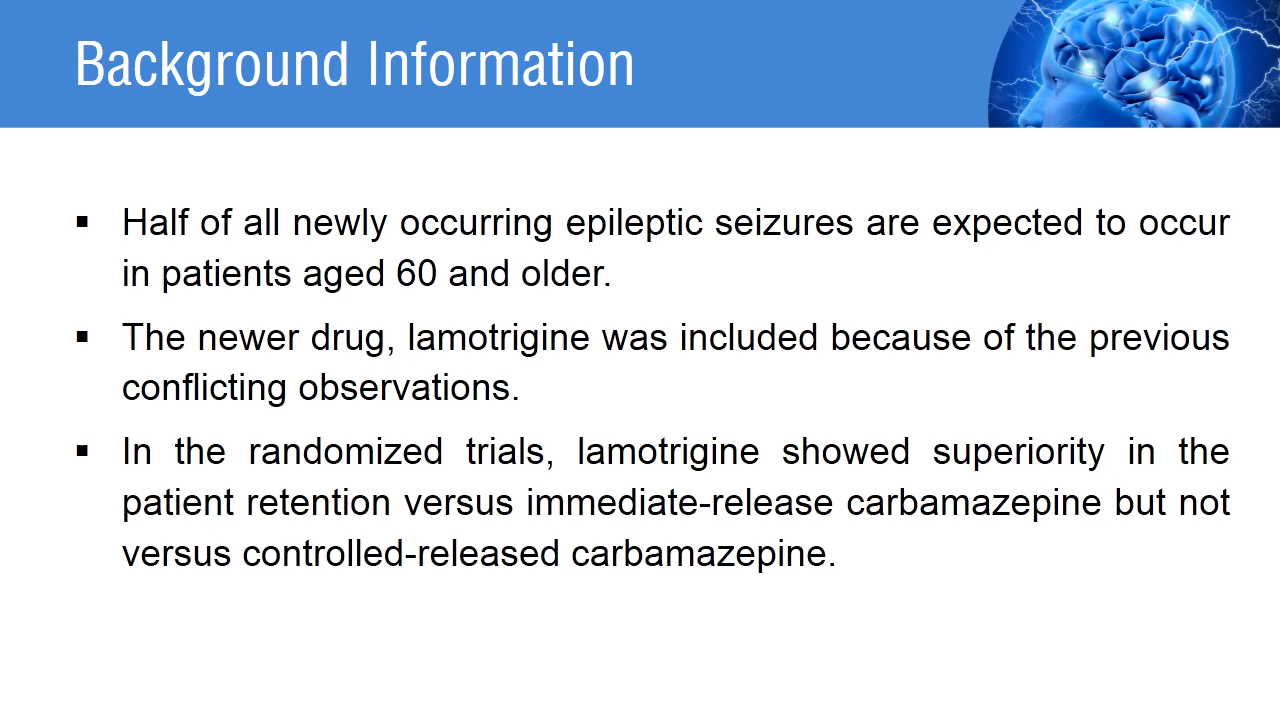 Background Information
▪ Half of all newly occurring epileptic seizures are expected to occur
in patients aged 60 and older.
▪ The newer drug, lamotrigine was included because of the previous
conflicting observations.
▪ In the randomized trials, lamotrigine showed superiority in the
patient retention versus immediate-release carbamazepine but not
versus controlled-released carbamazepine.